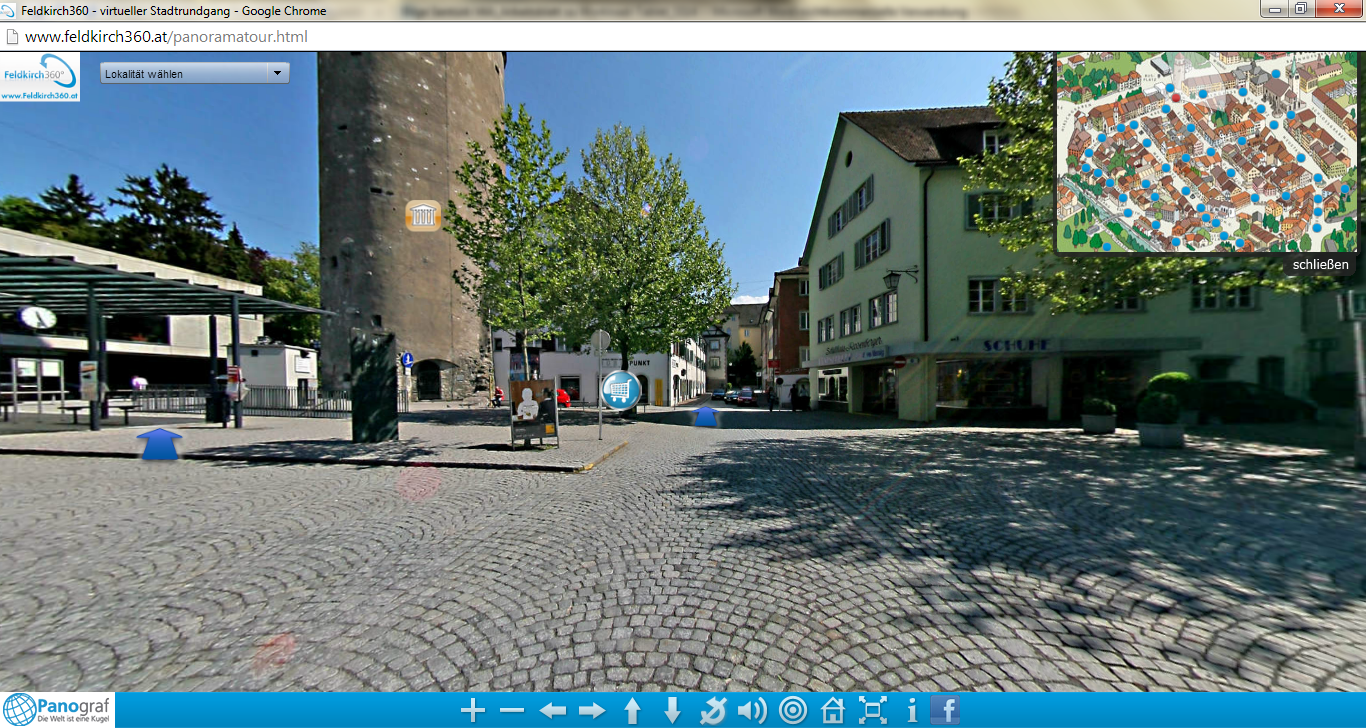 Feldkirch360 - virtueller Stadtrundgang - Google Chrome
www.feldkirch360.at/panoramatour.html
Feldkirch360°
www.Feldkirch360.at
Lokalität wählen
schließen
PUNKT
SCHUHE
Panograf
Die Welt ist eine Kugel